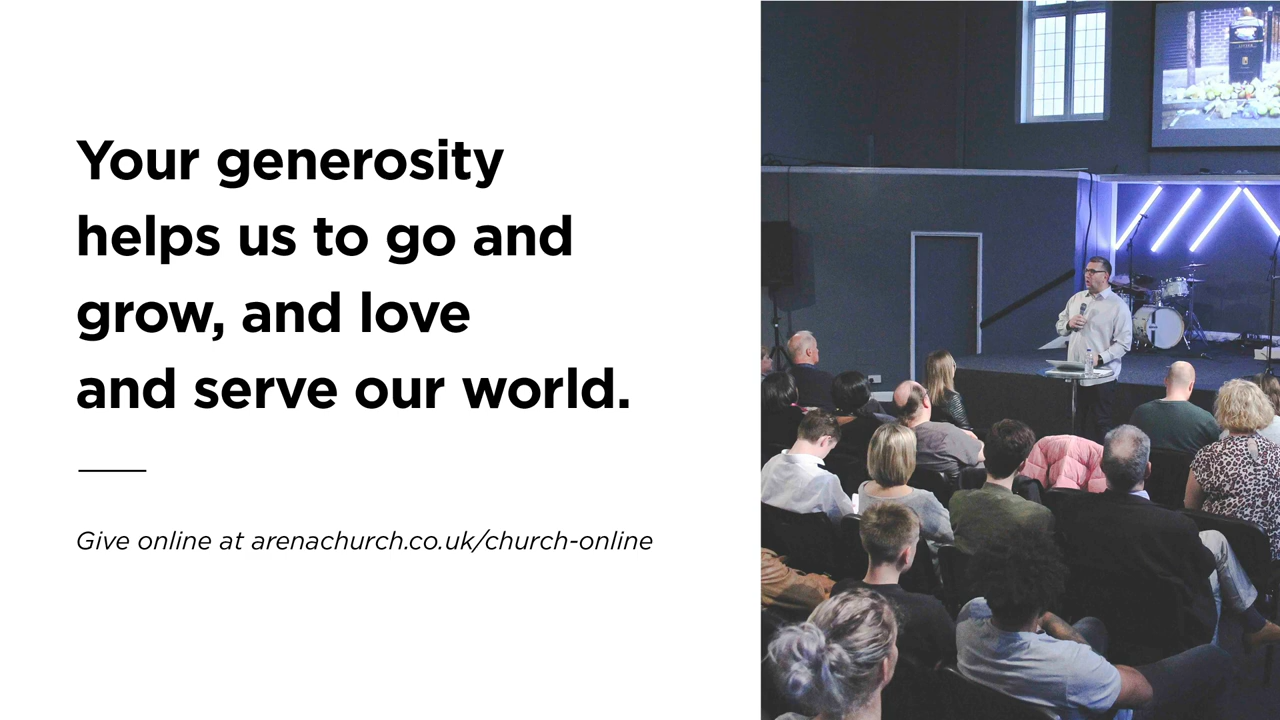 Your generosity
helps us to go and
grow, and love
and serve our world.
Give online at arenachurch.co.uk/church-online